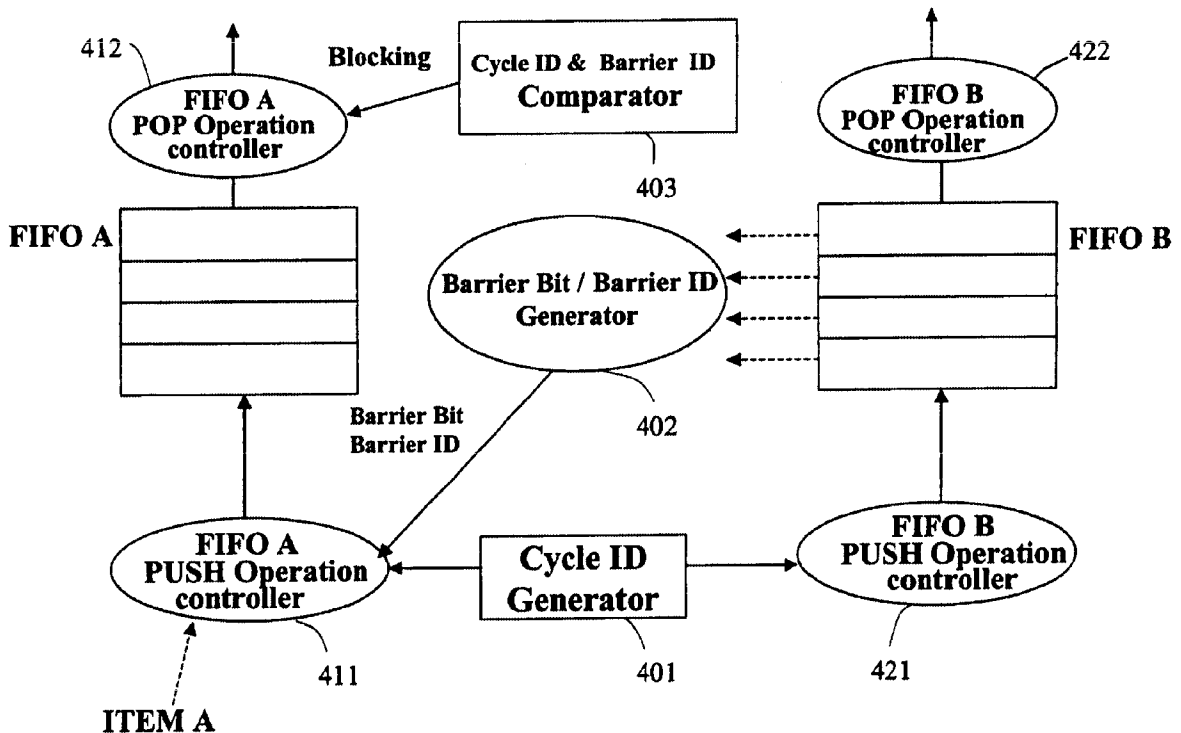 412
Blocking
Cycle ID & Barrier ID
Comparator
422
FIFO A
POP Operation
controller
FIFO B
POP Operation
controller
403
FIFO A
FIFO B
Barrier Bit / Barrier ID
Generator
Barrier Bit
Barrier ID
402
FIFO A
PUSH Operation
controller
Cycle ID
Generator
FIFO B
PUSH Operation
controller
411
401
421
ITEM A